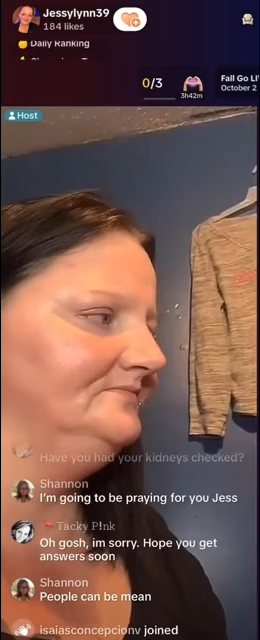 Jessylynn39
184 likes
Daily Ranking
0/3
3h42m
Fall Go LI
October 2
Host
Have you had your kidneys checked?
Shannon
I'm going to be praying for you Jess
Tacky P!nk
Oh gosh, im sorry. Hope you get
answers soon
Shannon
People can be mean
isaiasconcepcionv joined